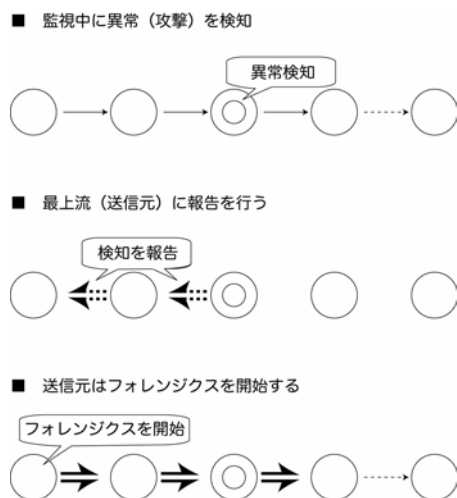 ■ 監視中に異常（攻撃）を検知
異常検知
■ 最上流（送信元）に報告を行う
検知を報告
■ 送信元はフォレンジクスを開始する
フォレンジクスを開始